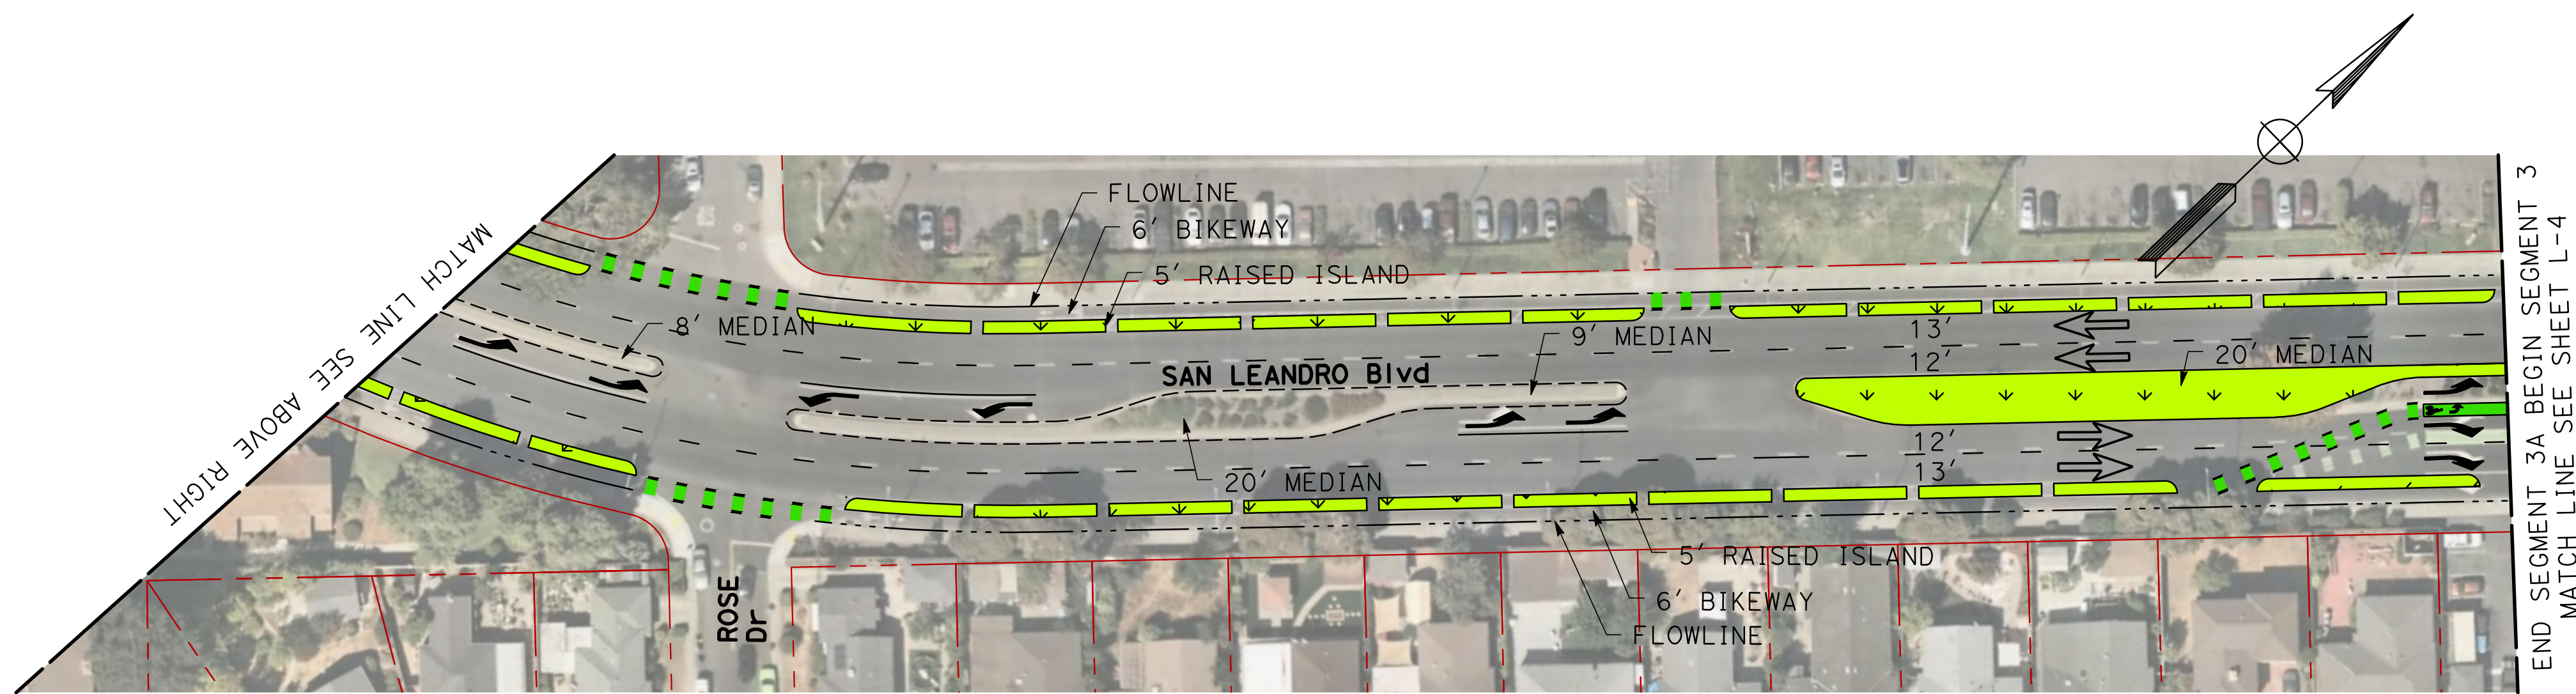 MATCH LINE SEE ABOVE RIGHT
FLOWLINE
6' BIKEWAY
5' RAISED ISLAND
8' MEDIAN
SAN LEANDRO Blvd
9' MEDIAN
13'
12'
20' MEDIAN
12'
13'
20' MEDIAN
5' RAISED ISLAND
6' BIKEWAY
FLOWLINE
ROSE
Dr
END SEGMENT 3A BEGIN SEGMENT 3
MATCH LINE SEE SHEET L-4